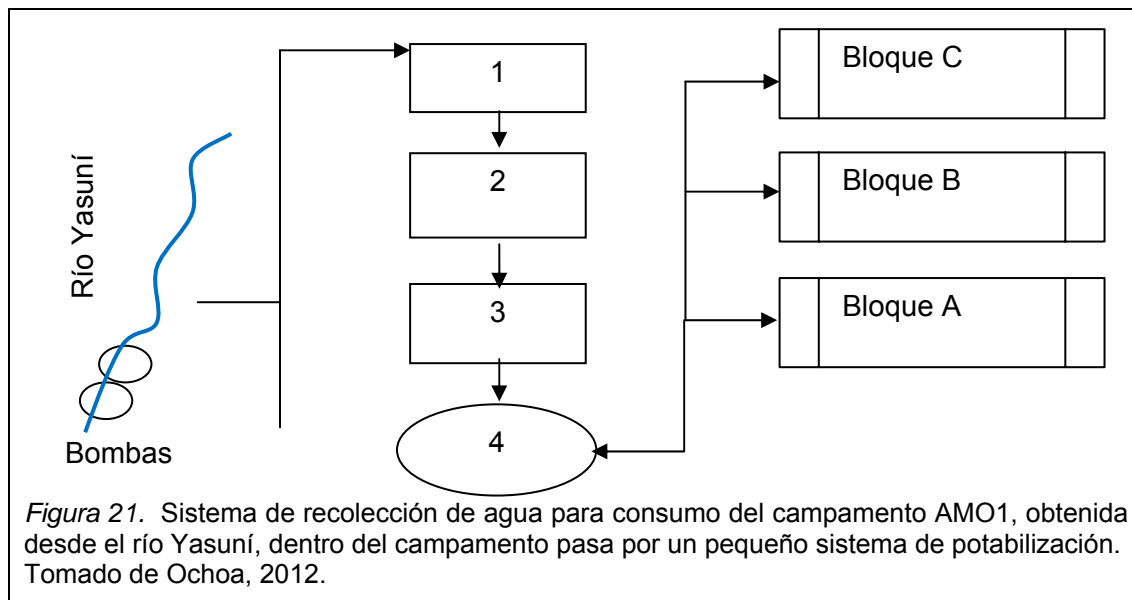 Río Yasuní
Bombas
1
2
3
4
Bloque C
Bloque B
Bloque A
Figura 21. Sistema de recolección de agua para consumo del campamento AMO1, obtenida
desde el río Yasuní, dentro del campamento pasa por un pequeño sistema de potabilización.
Tomado de Ochoa, 2012.